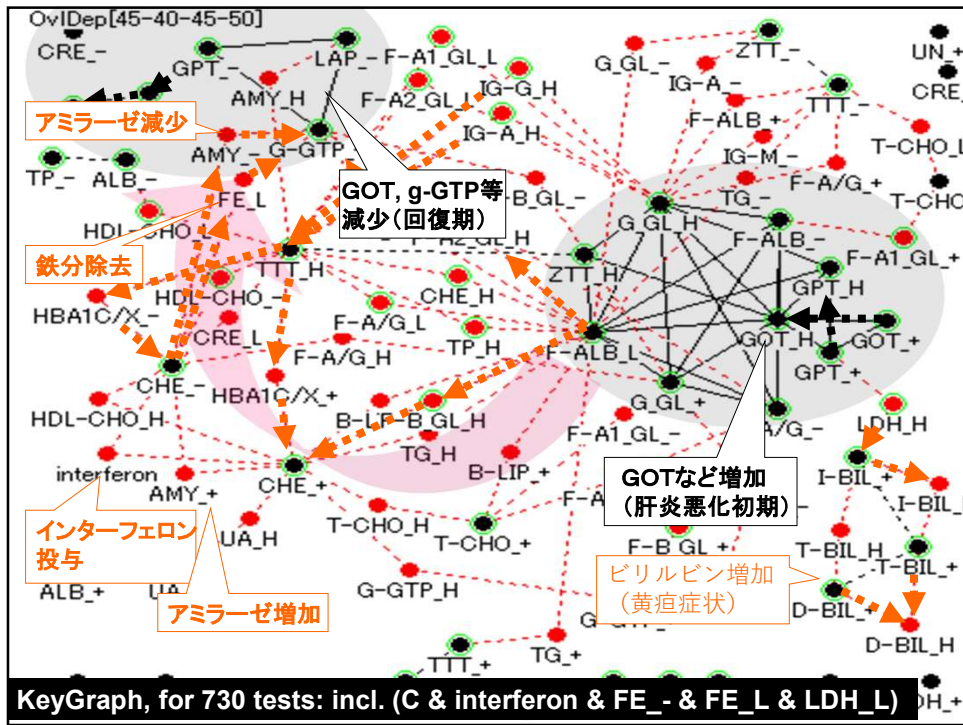 OvlDep[45-40-45-50]
CRE_-
GPT_-
LAP_-
F-A1_GL_L
G_GL_-
ZTT_-
UN_+
AMY_H
F-A2_GL_L
IG-G_H
IG-A_-
TTT_-
CRE_
アミラーゼ減少
AMY_-
G-GTP_-
IG-A_H
F-ALB_+
T-CHO_L
TP_-
ALB_-
FE_L
GOT, g-GTP等
減少(回復期)
B_GL_-
IG-M_-
TG_-
F-A/G_+
T-CHO_
HDL-CHO_L
F-A2_GL_H
G_GL_H
F-ALB_-
F-A1_GL_+
鉄分除去
TTT_H
ZTT_H
GPT_H
HBA1C/X_-
HDL-CHO_-
CHE_H
CRE_L
F-A/G_L
TP_H
F-ALB_L
GOT_H
GOT_+
CHE_-
F-A/G_H
GPT_+
HBA1C/X_+
HDL-CHO_H
F-B_GL_H
G_GL_+
F-A1_GL_-
A/G_-
LDH_H
interferon
AMY_+
CHE_+
TG_H
B-LIP_+
GOTなど増加
(肝炎悪化初期)
I-BIL_+
I-BIL_H
インターフェロン
投与
UA_H
T-CHO_H
T-CHO_+
F-B_GL_+
T-BIL_H
T-BIL_+
ALB_+
アミラーゼ増加
G-GTP_H
ビリルビン増加
(黄疸症状)
D-BIL_+
D-BIL_H
TTT_+
TG_+
KeyGraph, for 730 tests: incl. (C & interferon & FE_- & FE_L & LDH_L)
DH_+